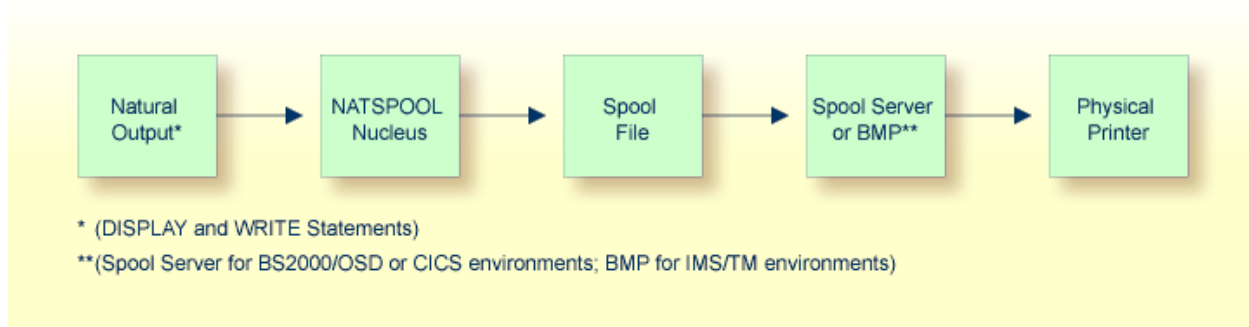 Natural
Output*
NATSPOOL
Nucleus
Spool
File
Spool Server
or BMP**
Physical
Printer
* (DISPLAY and WRITE Statements)
**(Spool Server for BS2000/OSD or CICS environments; BMP for IMS/TM environments)